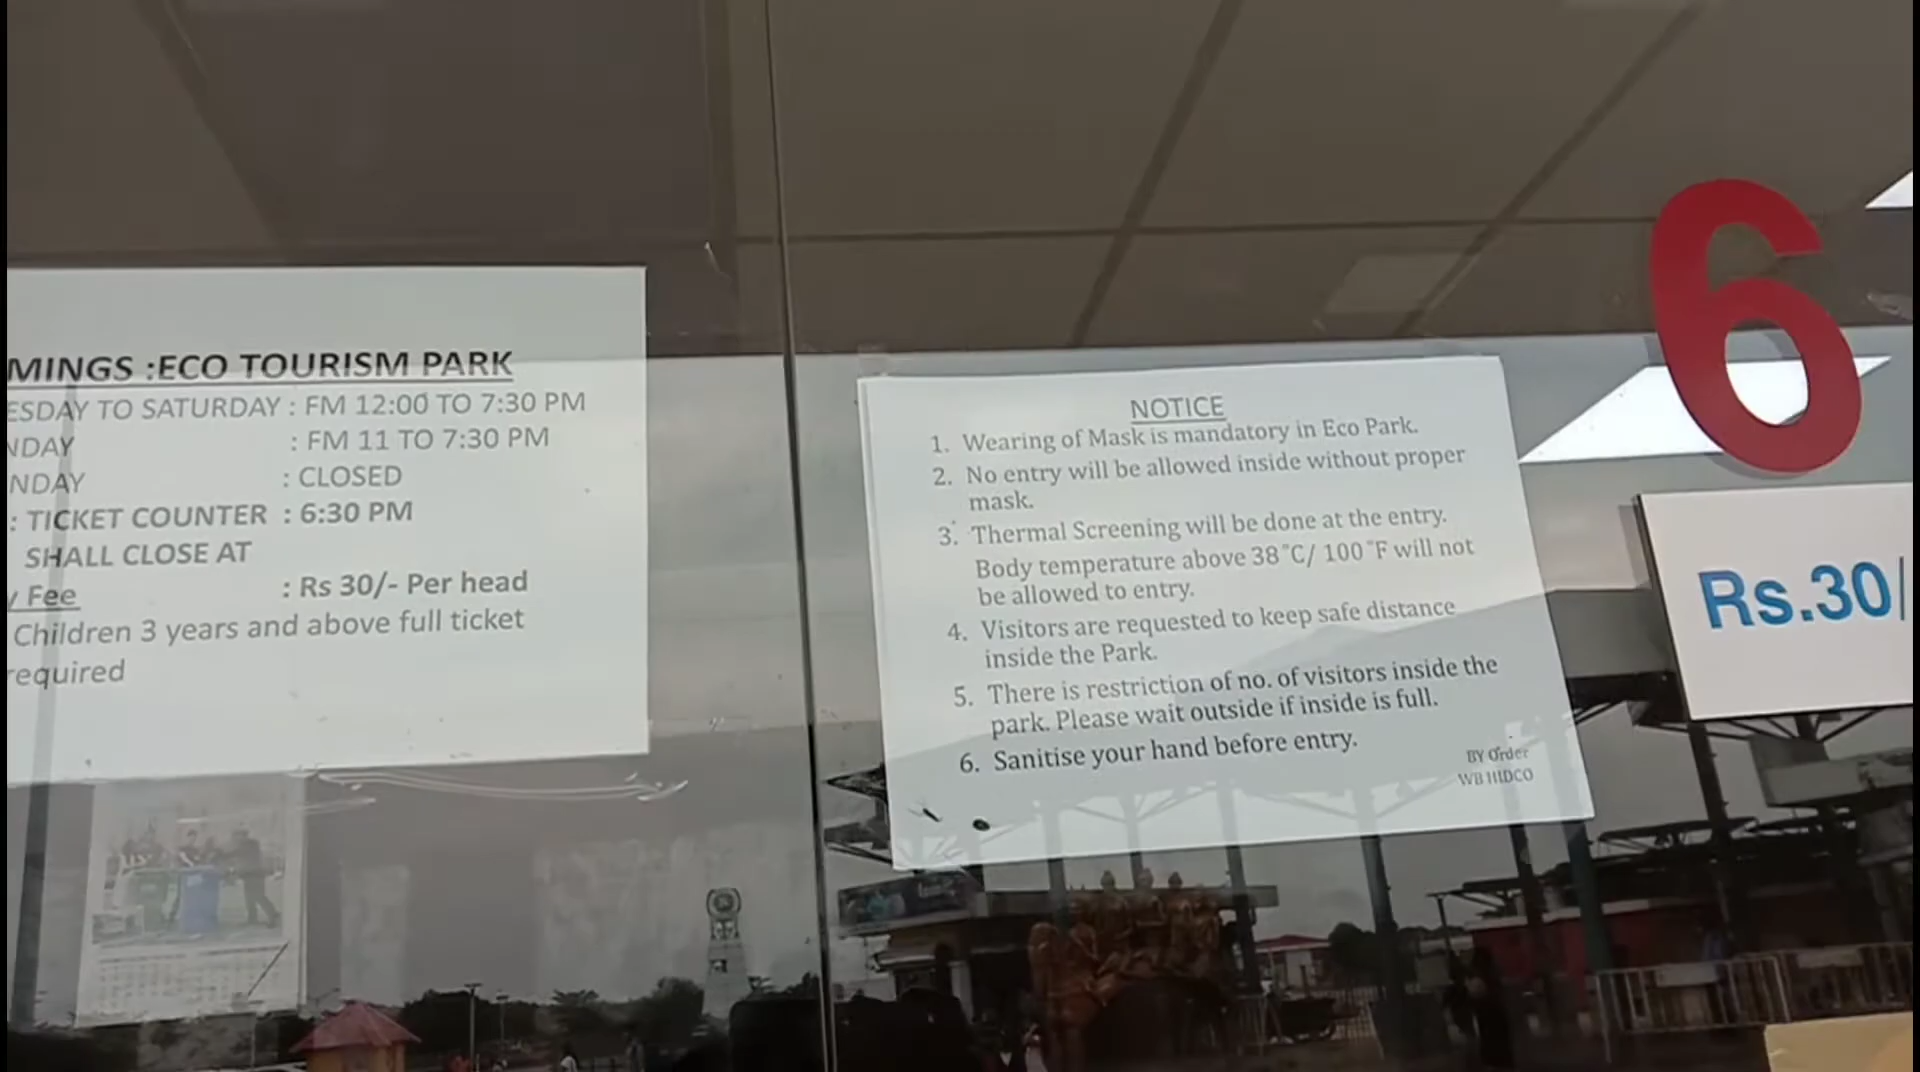 MINGS :ECO TOURISM PARK
ESDAY TO SATURDAY : FM 12:00 TO 7:30 PM
NDAY : FM 11 TO 7:30 PM
NDAY : CLOSED
: TICKET COUNTER : 6:30 PM
SHALL CLOSE AT
y Fee : Rs 30/- Per head
Children 3 years and above full ticket
required
NOTICE
1. Wearing of Mask is mandatory in Eco Park.
2. No entry will be allowed inside without proper
mask.
3. Thermal Screening will be done at the entry.
Body temperature above 38°C/ 100°F will not
be allowed to entry.
4. Visitors are requested to keep safe distance
inside the Park.
5. There is restriction of no. of visitors inside the
park. Please wait outside if inside is full.
6. Sanitise your hand before entry.
BY Order
WB HIDCO
6
Rs.30/